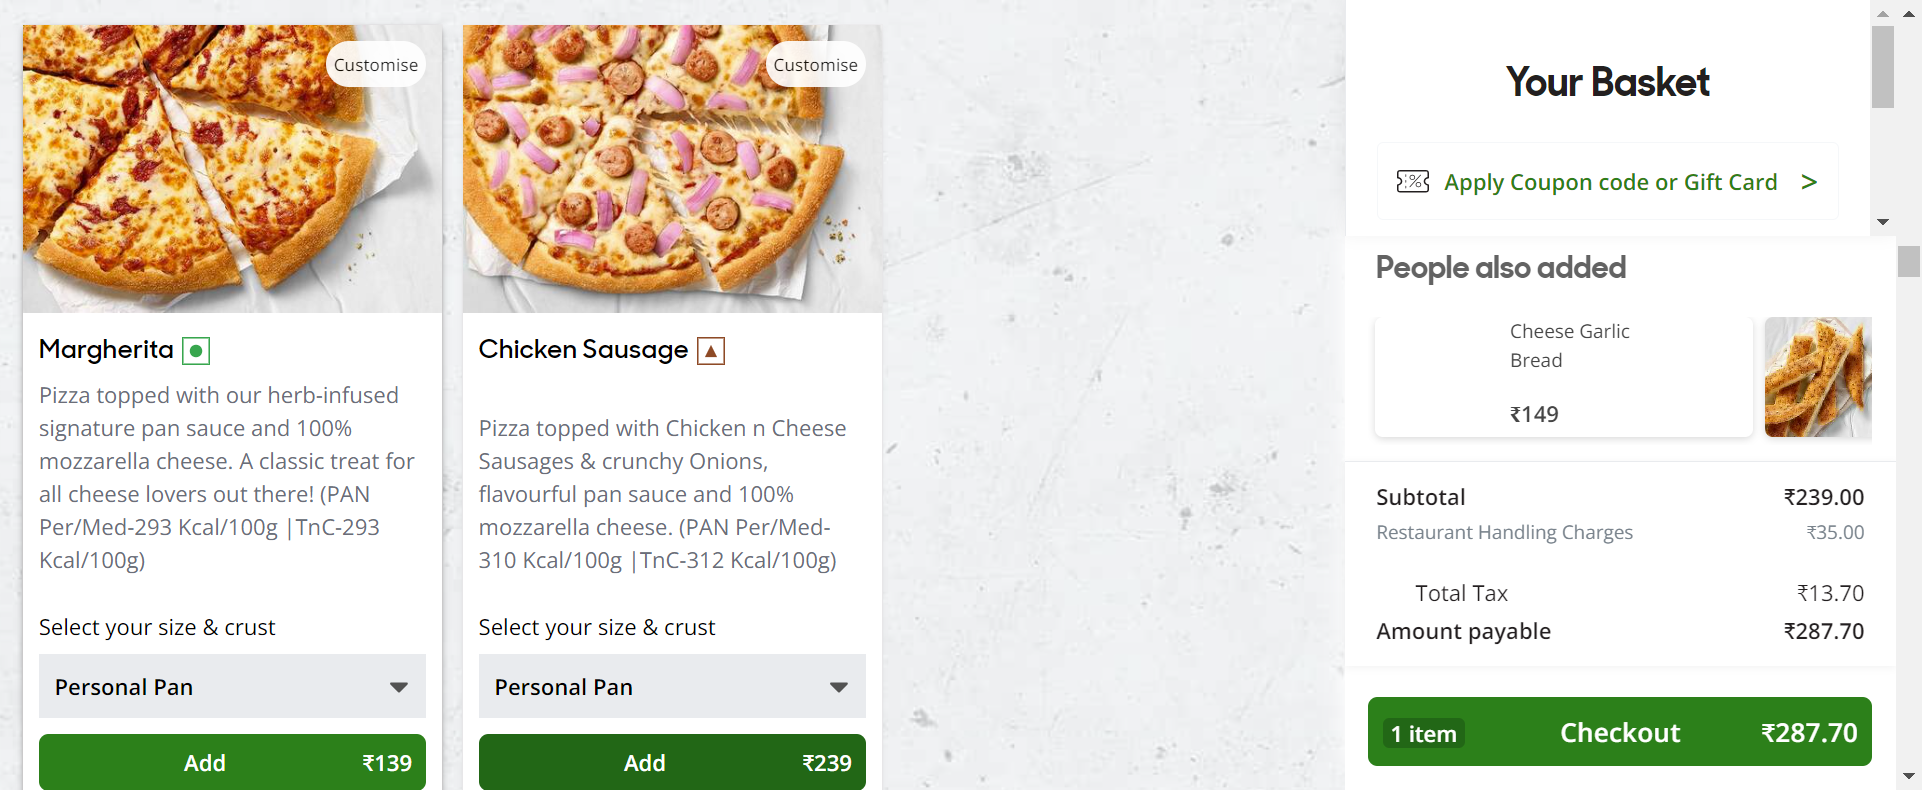 Customise
Margherita
Pizza topped with our herb-infused
signature pan sauce and 100%
mozzarella cheese. A classic treat for
all cheese lovers out there! (PAN
Per/Med-293 Kcal/100g |TnC-293
Kcal/100g)
Select your size & crust
Personal Pan
Add ₹139
Customise
Chicken Sausage
Pizza topped with Chicken n Cheese
Sausages & crunchy Onions,
flavourful pan sauce and 100%
mozzarella cheese. (PAN Per/Med-
310 Kcal/100g |TnC-312 Kcal/100g)
Select your size & crust
Personal Pan
Add ₹239
Your Basket
Apply Coupon code or Gift Card >
People also added
Cheese Garlic
Bread
₹149
Subtotal ₹239.00
Restaurant Handling Charges ₹35.00
Total Tax ₹13.70
Amount payable ₹287.70
1 item Checkout ₹287.70